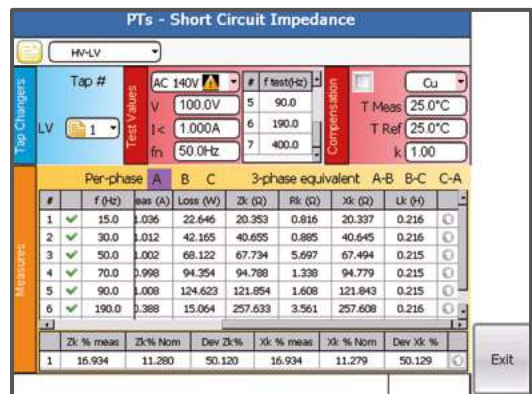 PTs - Short Circuit Impedance
HV-LV
Tap Changers
Tap #
LV 1
Test Values
AC 140V
V 100.0V
I< 1.000A
fn 50.0Hz
# f test(Hz)
5 90.0
6 190.0
7 400.0
Compensation
Cu
T Meas 25.0°C
T Ref 25.0°C
k 1.00
Measures
Per-phase A B C 3-phase equivalent A-B B-C C-A
# f (Hz) eas (A) Loss (W) Zk (Ω) Rk (Ω) Xk (Ω) Lk (H)
1 15.0 1.036 22.646 20.353 0.816 20.337 0.216
2 30.0 1.012 42.165 40.655 0.885 40.645 0.216
3 50.0 1.002 68.122 67.734 5.697 67.494 0.215
4 70.0 0.998 94.354 94.788 1.338 94.779 0.215
5 90.0 1.008 124.623 121.854 1.608 121.843 0.215
6 190.0 0.388 15.064 257.633 3.561 257.608 0.216
Zk % meas Zk% Nom Dev Zk% Xk % meas Xk % Nom Dev Xk %
1 16.934 11.280 50.120 16.934 11.279 50.129
Exit